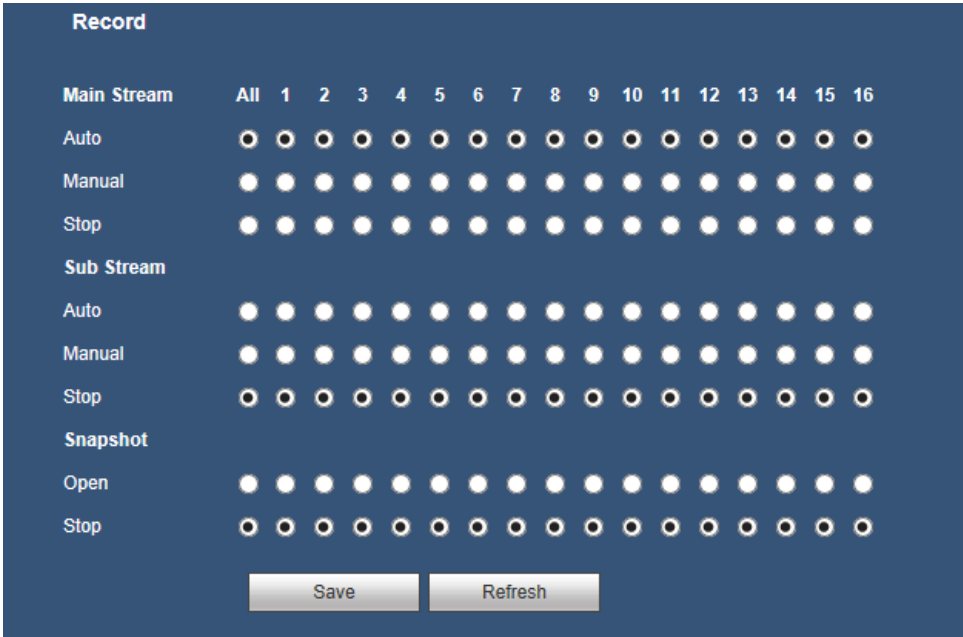 Record
Main Stream All 1 2 3 4 5 6 7 8 9 10 11 12 13 14 15 16
Auto
Manual
Stop
Sub Stream
Auto
Manual
Stop
Snapshot
Open
Stop
Save Refresh